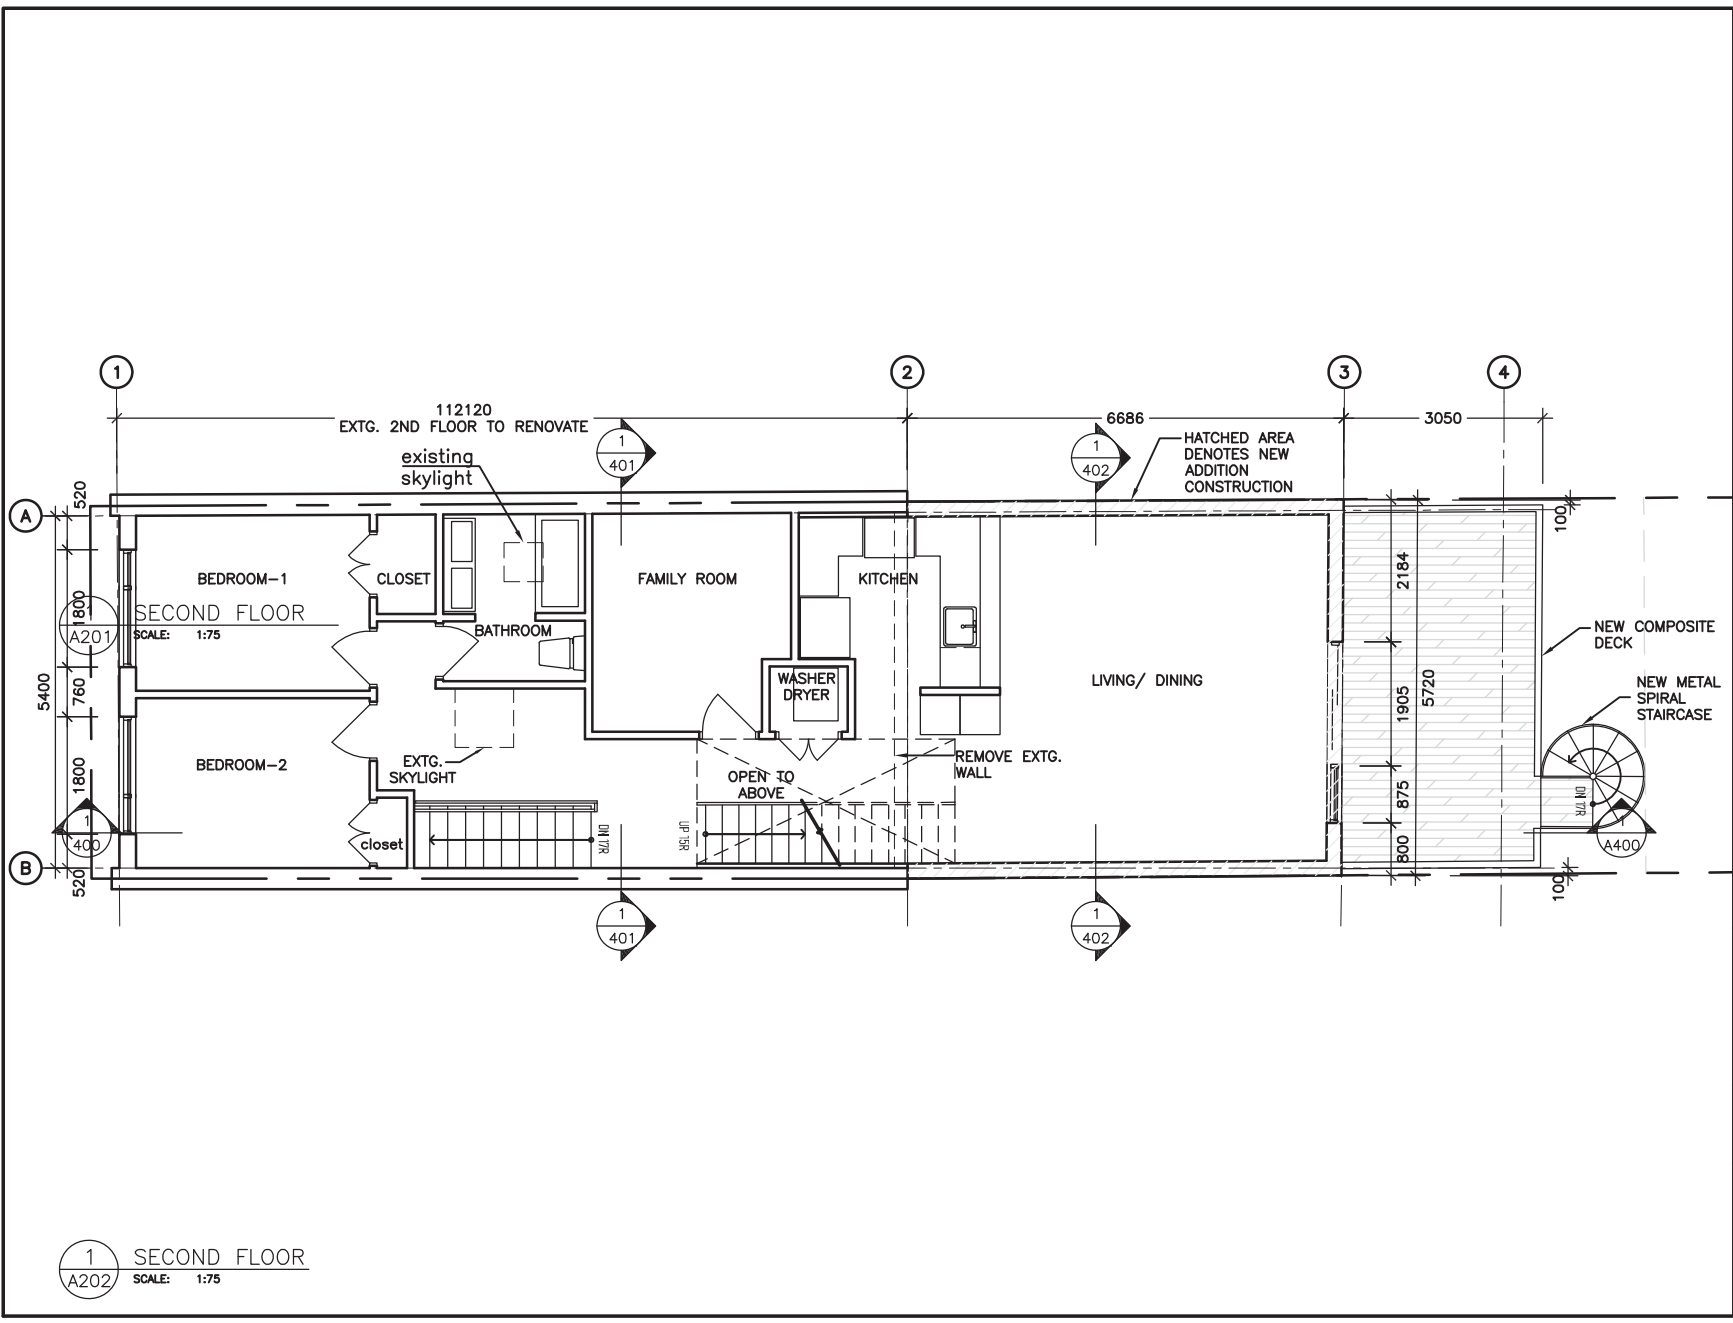 1
2
3
4
112120
EXTG. 2ND FLOOR TO RENOVATE
6686
3050
1
401
1
402
HATCHED AREA
DENOTES NEW
ADDITION
CONSTRUCTION
existing
skylight
A
520
1800
760
5400
1800
520
B
100
BEDROOM-1
CLOSET
FAMILY ROOM
KITCHEN
2184
1
A201
SECOND FLOOR
SCALE: 1:75
BATHROOM
NEW COMPOSITE
DECK
WASHER
DRYER
LIVING/ DINING
1905
5720
NEW METAL
SPIRAL
STAIRCASE
BEDROOM-2
EXTG.
SKYLIGHT
OPEN TO
ABOVE
REMOVE EXTG.
WALL
875
DN 17R
1
400
closet
DN 17R
UP 15R
800
1
A400
100
1
401
1
402
1
A202
SECOND FLOOR
SCALE: 1:75